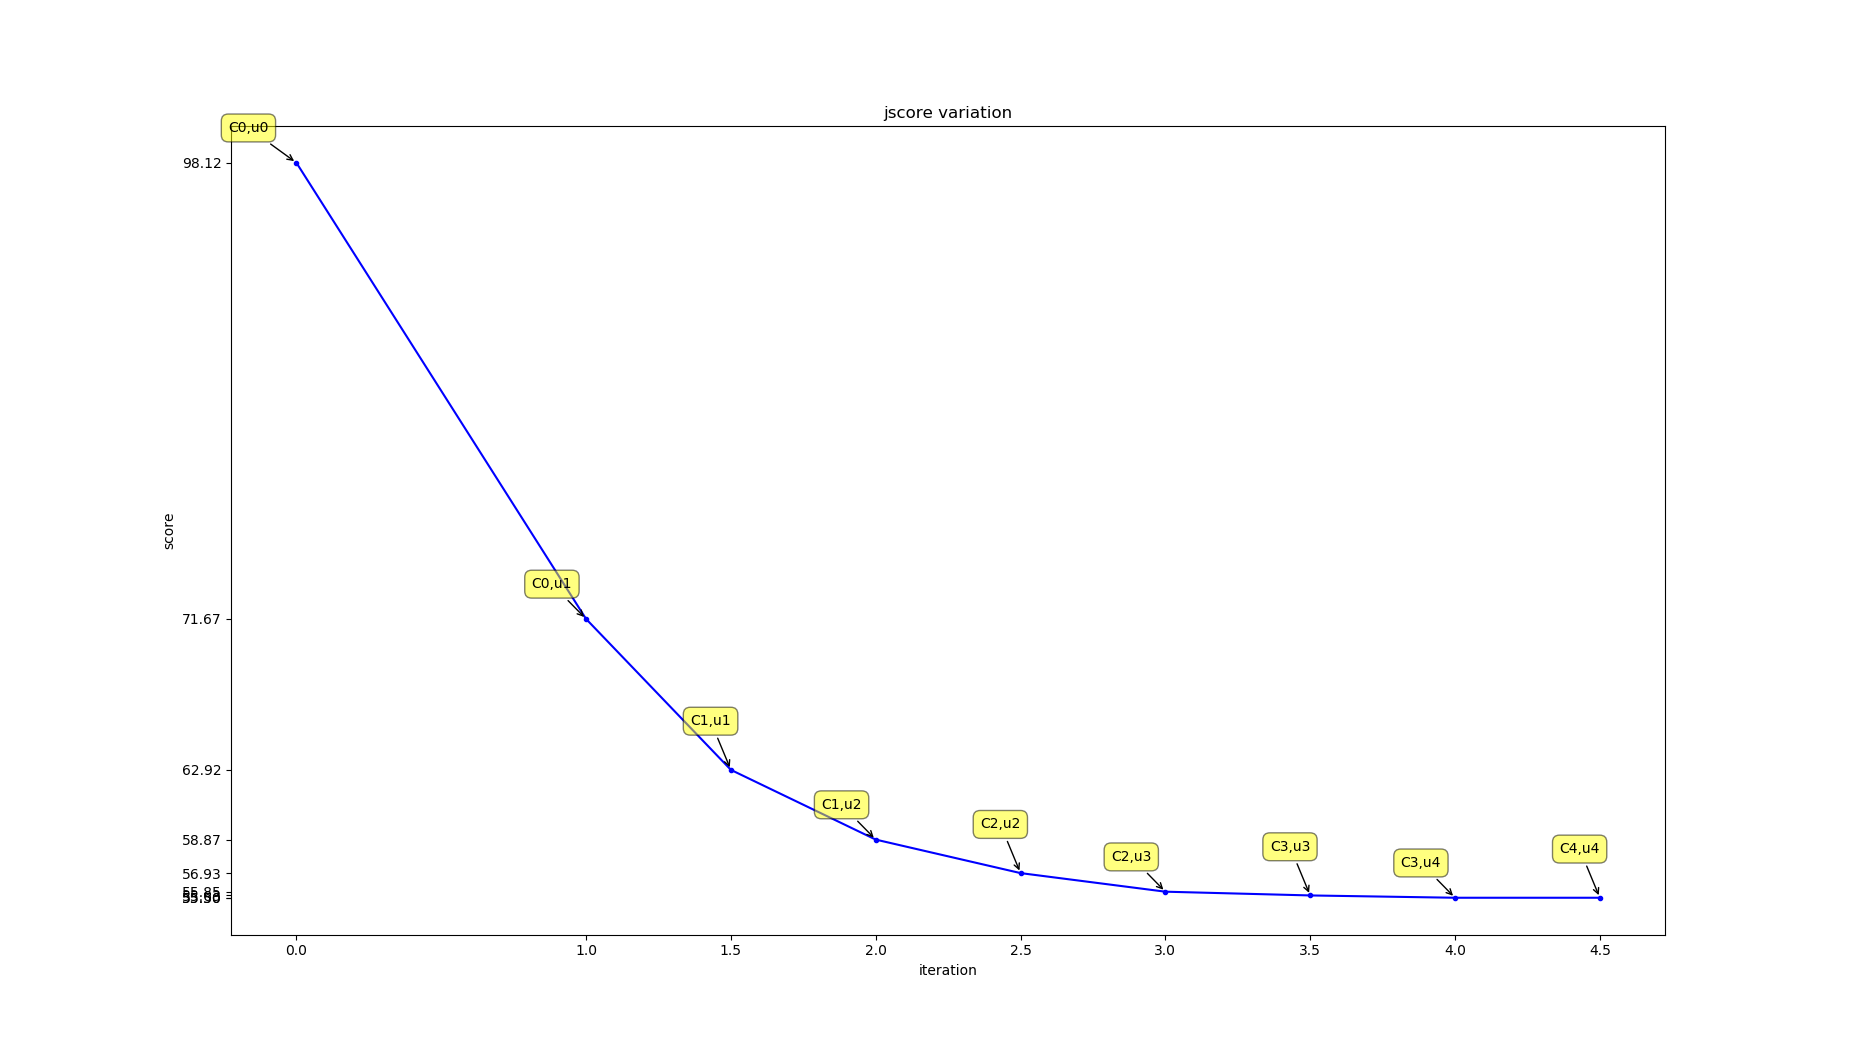 jscore variation
C0,u0
98.12
score
C0,u1
71.67
C1,u1
62.92
C1,u2
58.87
C2,u2
56.93
C2,u3
55.85
C3,u3
C3,u4
C4,u4
0.0 1.0 1.5 2.0 2.5 3.0 3.5 4.0 4.5
iteration